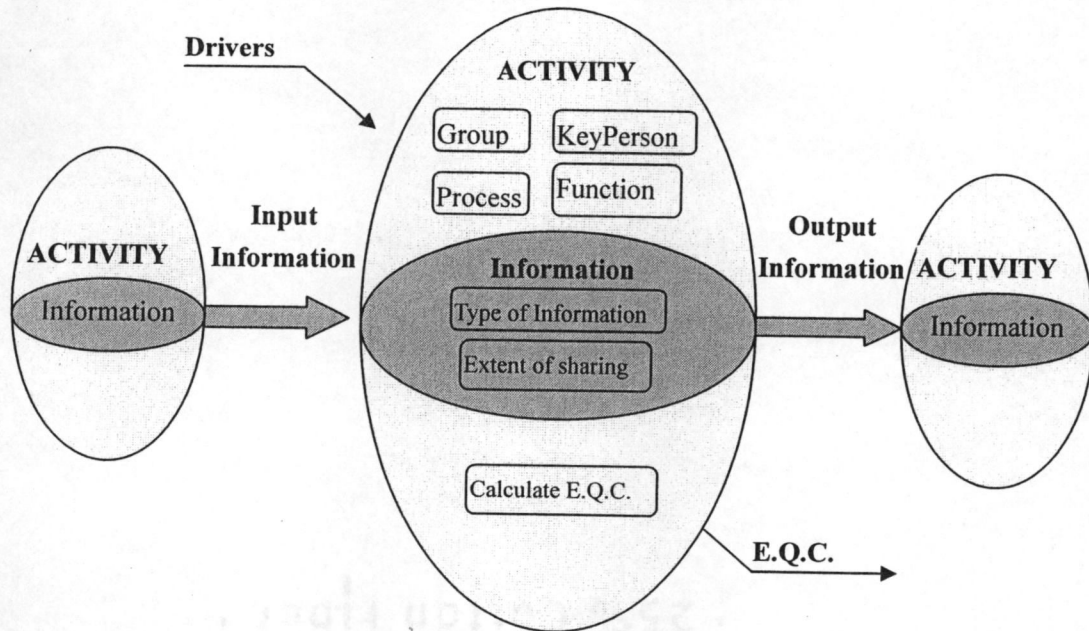 Drivers
ACTIVITY
Group
KeyPerson
Process
Function
Input
Information
ACTIVITY
Information
Information
Type of Information
Extent of sharing
Output
Information
ACTIVITY
Information
Calculate E.Q.C.
E.Q.C.